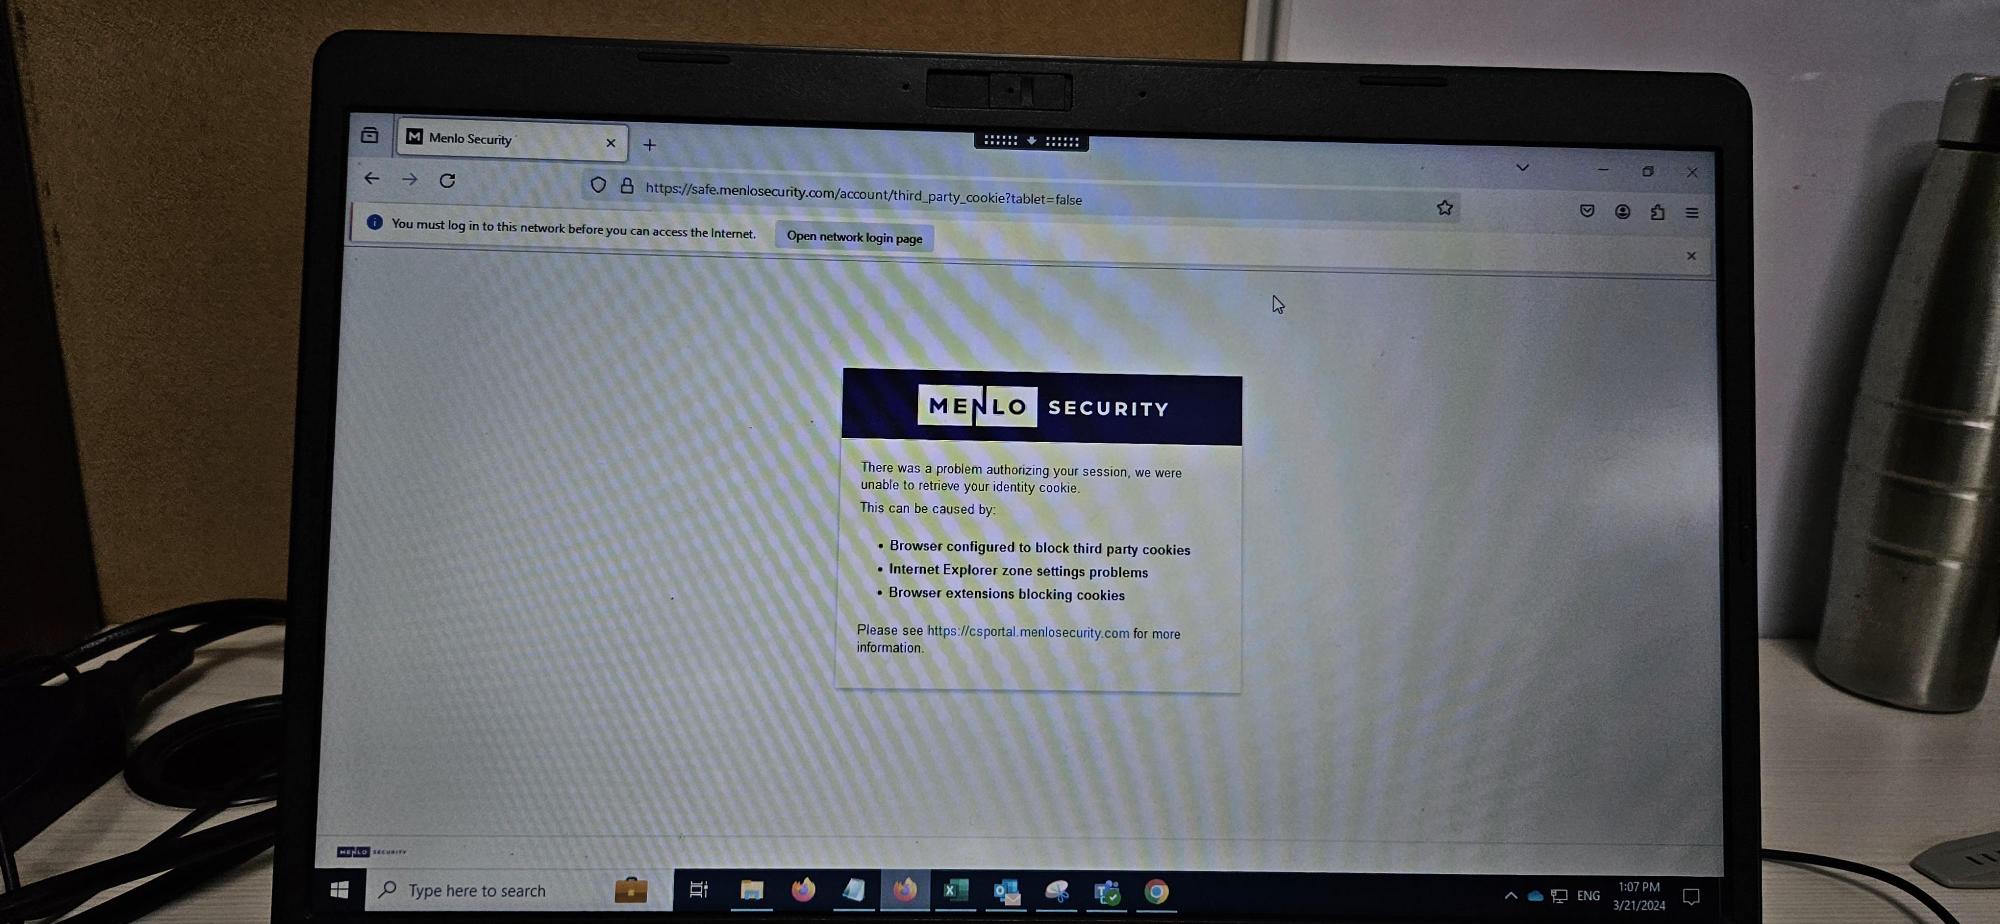 Menlo Security
https://safe.menlosecurity.com/account/third_party_cookie?tablet=false
You must log in to this network before you can access the Internet.
Open network login page
MENLO SECURITY
There was a problem authorizing your session, we were
unable to retrieve your identity cookie.
This can be caused by:
• Browser configured to block third party cookies
• Internet Explorer zone settings problems
• Browser extensions blocking cookies
Please see https://csportal.menlosecurity.com for more
information.
MENLO SECURITY
Type here to search
ENG
1:07 PM
3/21/2024